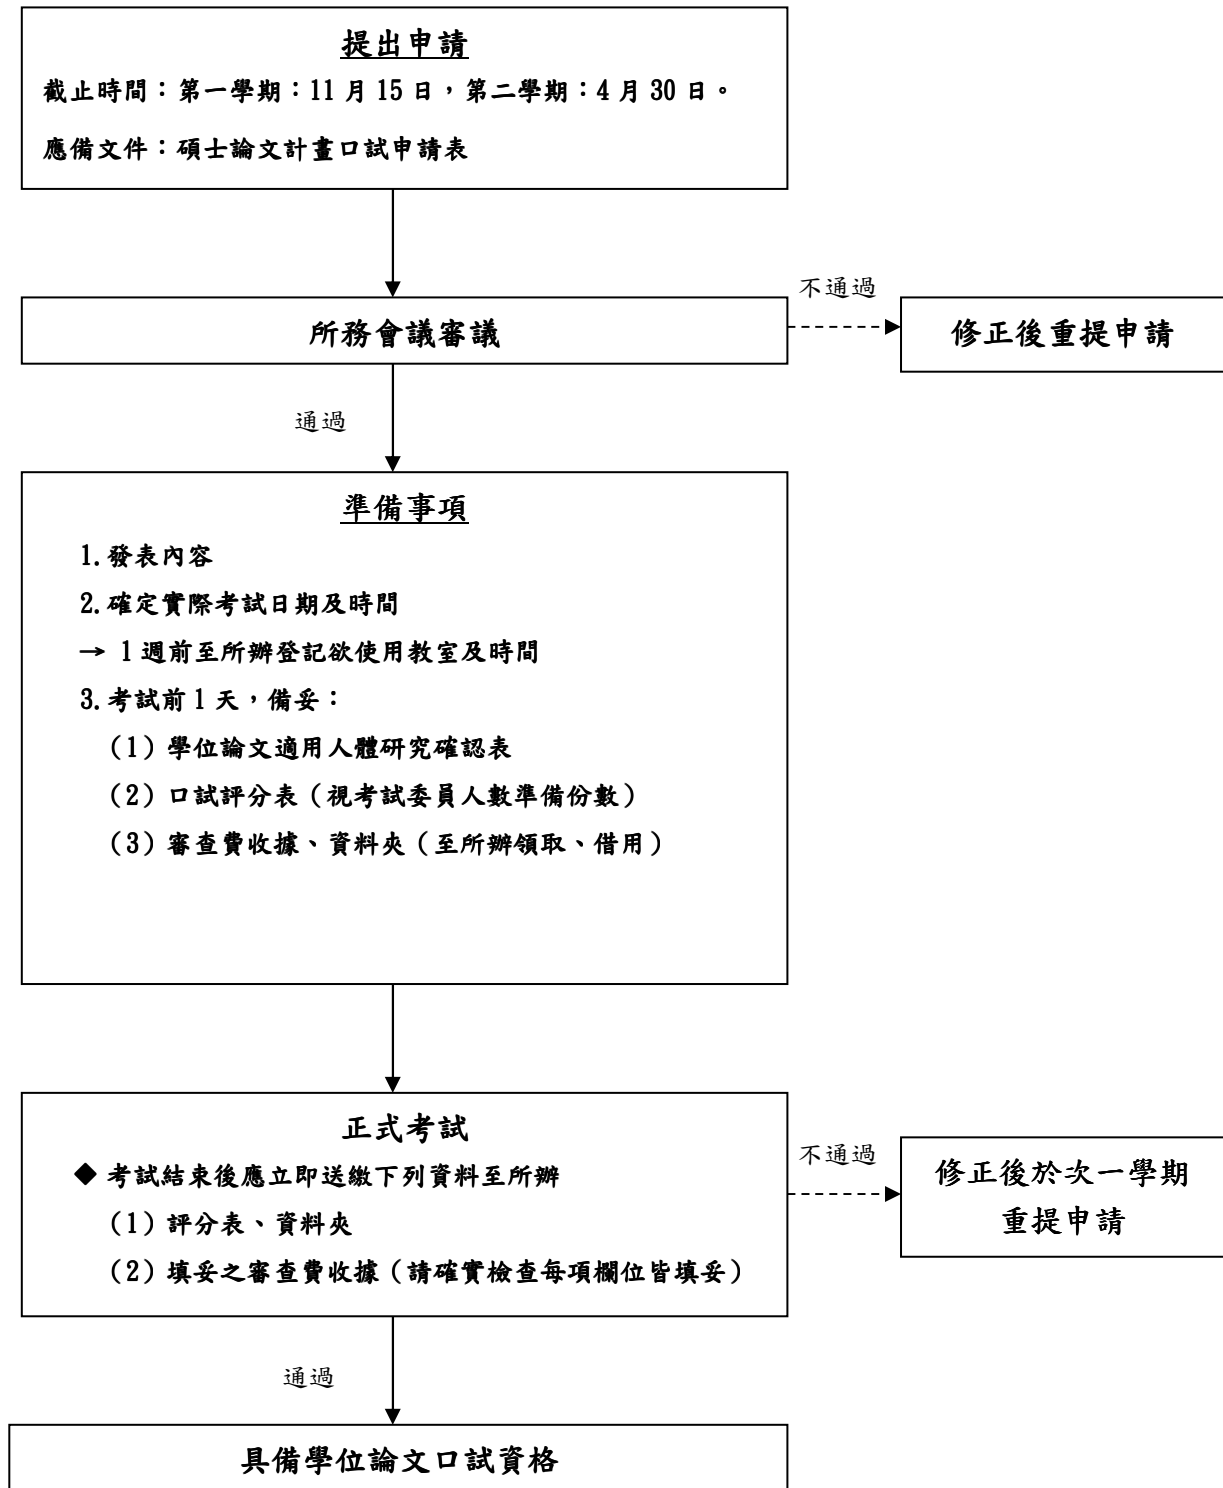 提出申請
截止時間：第一學期：11 月 15 日，第二學期：4 月 30 日。
應備文件：碩士論文計畫口試申請表
不通過
所務會議審議
修正後重提申請
通過
準備事項
1.發表內容
2.確定實際考試日期及時間
→ 1 週前至所辦登記欲使用教室及時間
3.考試前 1 天，備妥：
（1）學位論文適用人體研究確認表
（2）口試評分表（視考試委員人數準備份數）
（3）審查費收據、資料夾（至所辦領取、借用）
正式考試
◆ 考試結束後應立即送繳下列資料至所辦
（1）評分表、資料夾
（2）填妥之審查費收據（請確實檢查每項欄位皆填妥）
不通過
修正後於次一學期
重提申請
通過
具備學位論文口試資格